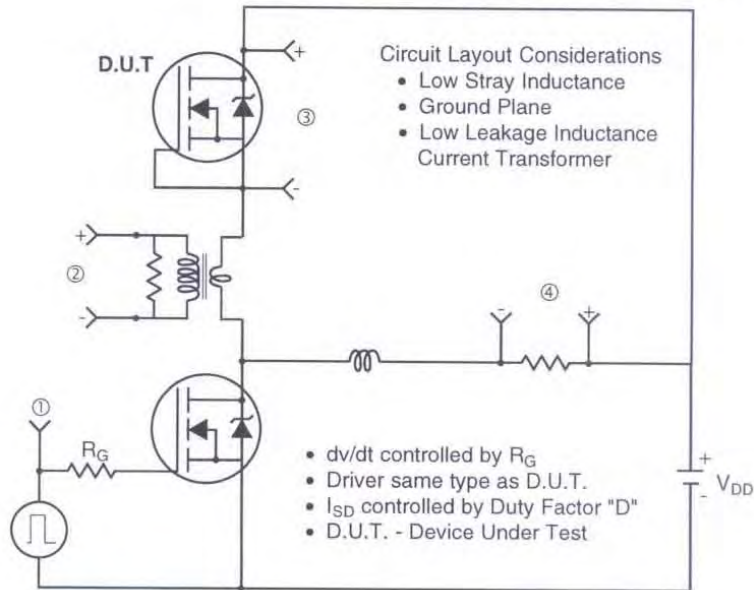 D.U.T
+
Circuit Layout Considerations
• Low Stray Inductance
③
• Ground Plane
• Low Leakage Inductance
Current Transformer
-
+
②
-
④
- +
①
R_G
• dv/dt controlled by R_G
• Driver same type as D.U.T.
• I_SD controlled by Duty Factor "D"
• D.U.T. - Device Under Test
+
V_DD
-